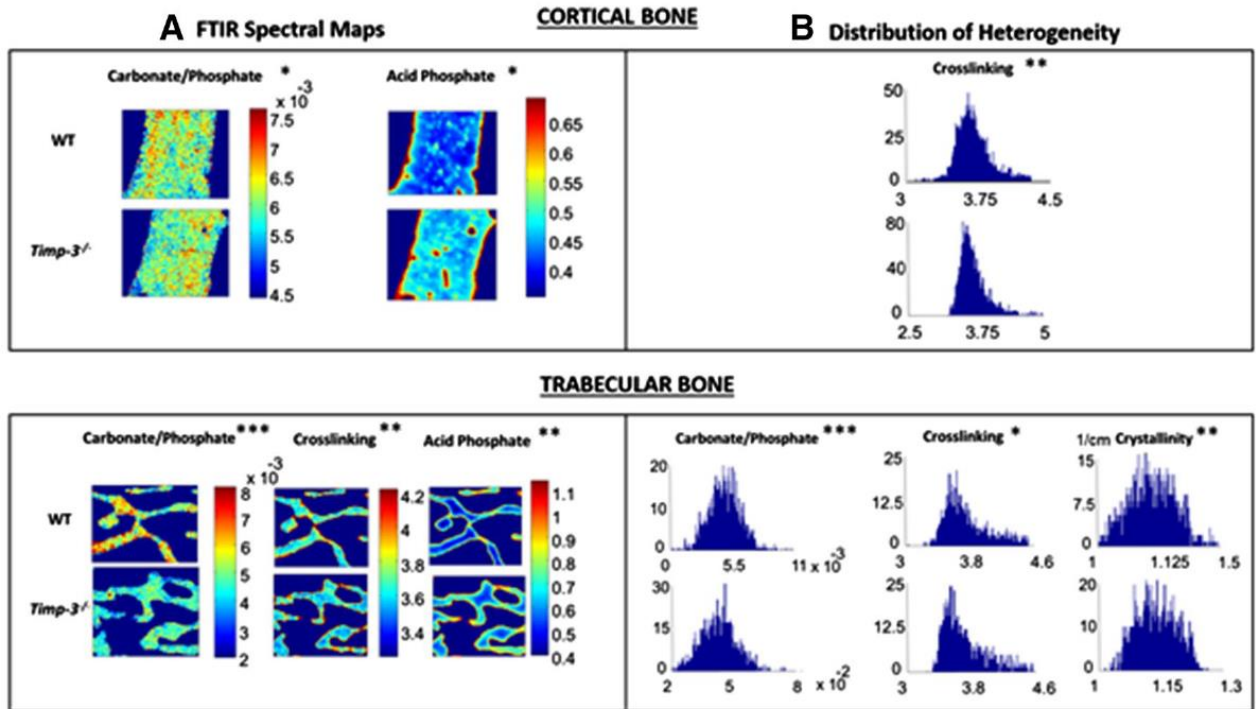 CORTICAL BONE
A FTIR Spectral Maps
B Distribution of Heterogeneity
Carbonate/Phosphate *
Acid Phosphate *
Crosslinking **
x 10 -3
WT
7.5
7
6.5
6
5.5
5
4.5
0.65
0.6
0.55
0.5
0.45
0.4
50
25
0
3 3.75 4.5
Timp-3-/-
80
40
0
2.5 3.75 5
TRABECULAR BONE
Carbonate/Phosphate *** Crosslinking ** Acid Phosphate **
Carbonate/Phosphate *** Crosslinking * 1/cm Crystallinity **
x 10 -3
WT
8
7
6
5
4
3
2
4.2
4
3.8
3.6
3.4
1.1
1
0.9
0.8
0.7
0.6
0.5
0.4
20
10
0
0 5.5 11 x 10 -3
25
12.5
0
3 3.8 4.6
15
7.5
0
1 1.125 1.5
Timp-3-/-
30
15
0
2 5 8 x 10 -2
25
12.5
0
3 3.8 4.6
20
10
0
1 1.15 1.3